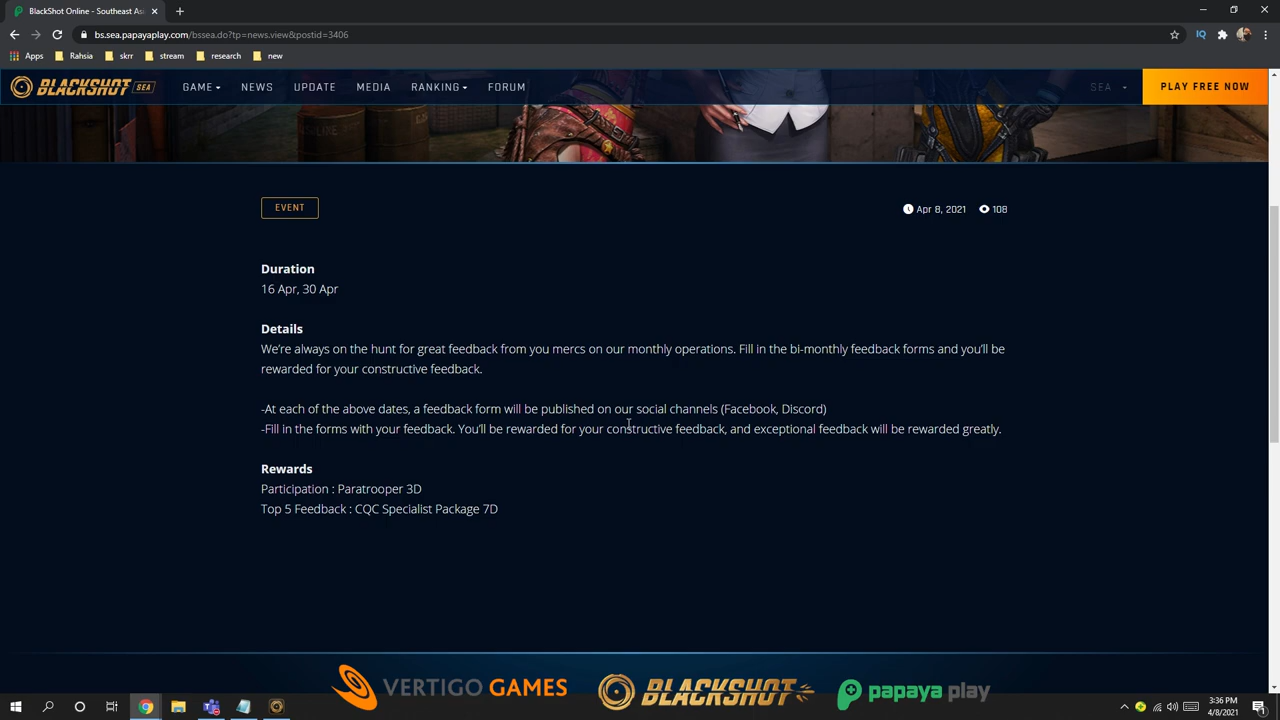 BlackShot Online - Southeast Asi
bs.sea.papayaplay.com/bssea.do?tp=news.view&postid=3406
Apps Rahsia skrr stream research new
BLACKSHOT SEA GAME NEWS UPDATE MEDIA RANKING FORUM SEA PLAY FREE NOW
EVENT Apr 8, 2021 108
Duration
16 Apr, 30 Apr
Details
We’re always on the hunt for great feedback from you mercs on our monthly operations. Fill in the bi-monthly feedback forms and you’ll be
rewarded for your constructive feedback.
-At each of the above dates, a feedback form will be published on our social channels (Facebook, Discord)
-Fill in the forms with your feedback. You’ll be rewarded for your constructive feedback, and exceptional feedback will be rewarded greatly.
Rewards
Participation : Paratrooper 3D
Top 5 Feedback : CQC Specialist Package 7D
VERTIGO GAMES BLACKSHOT papaya play
3:36 PM
4/8/2021